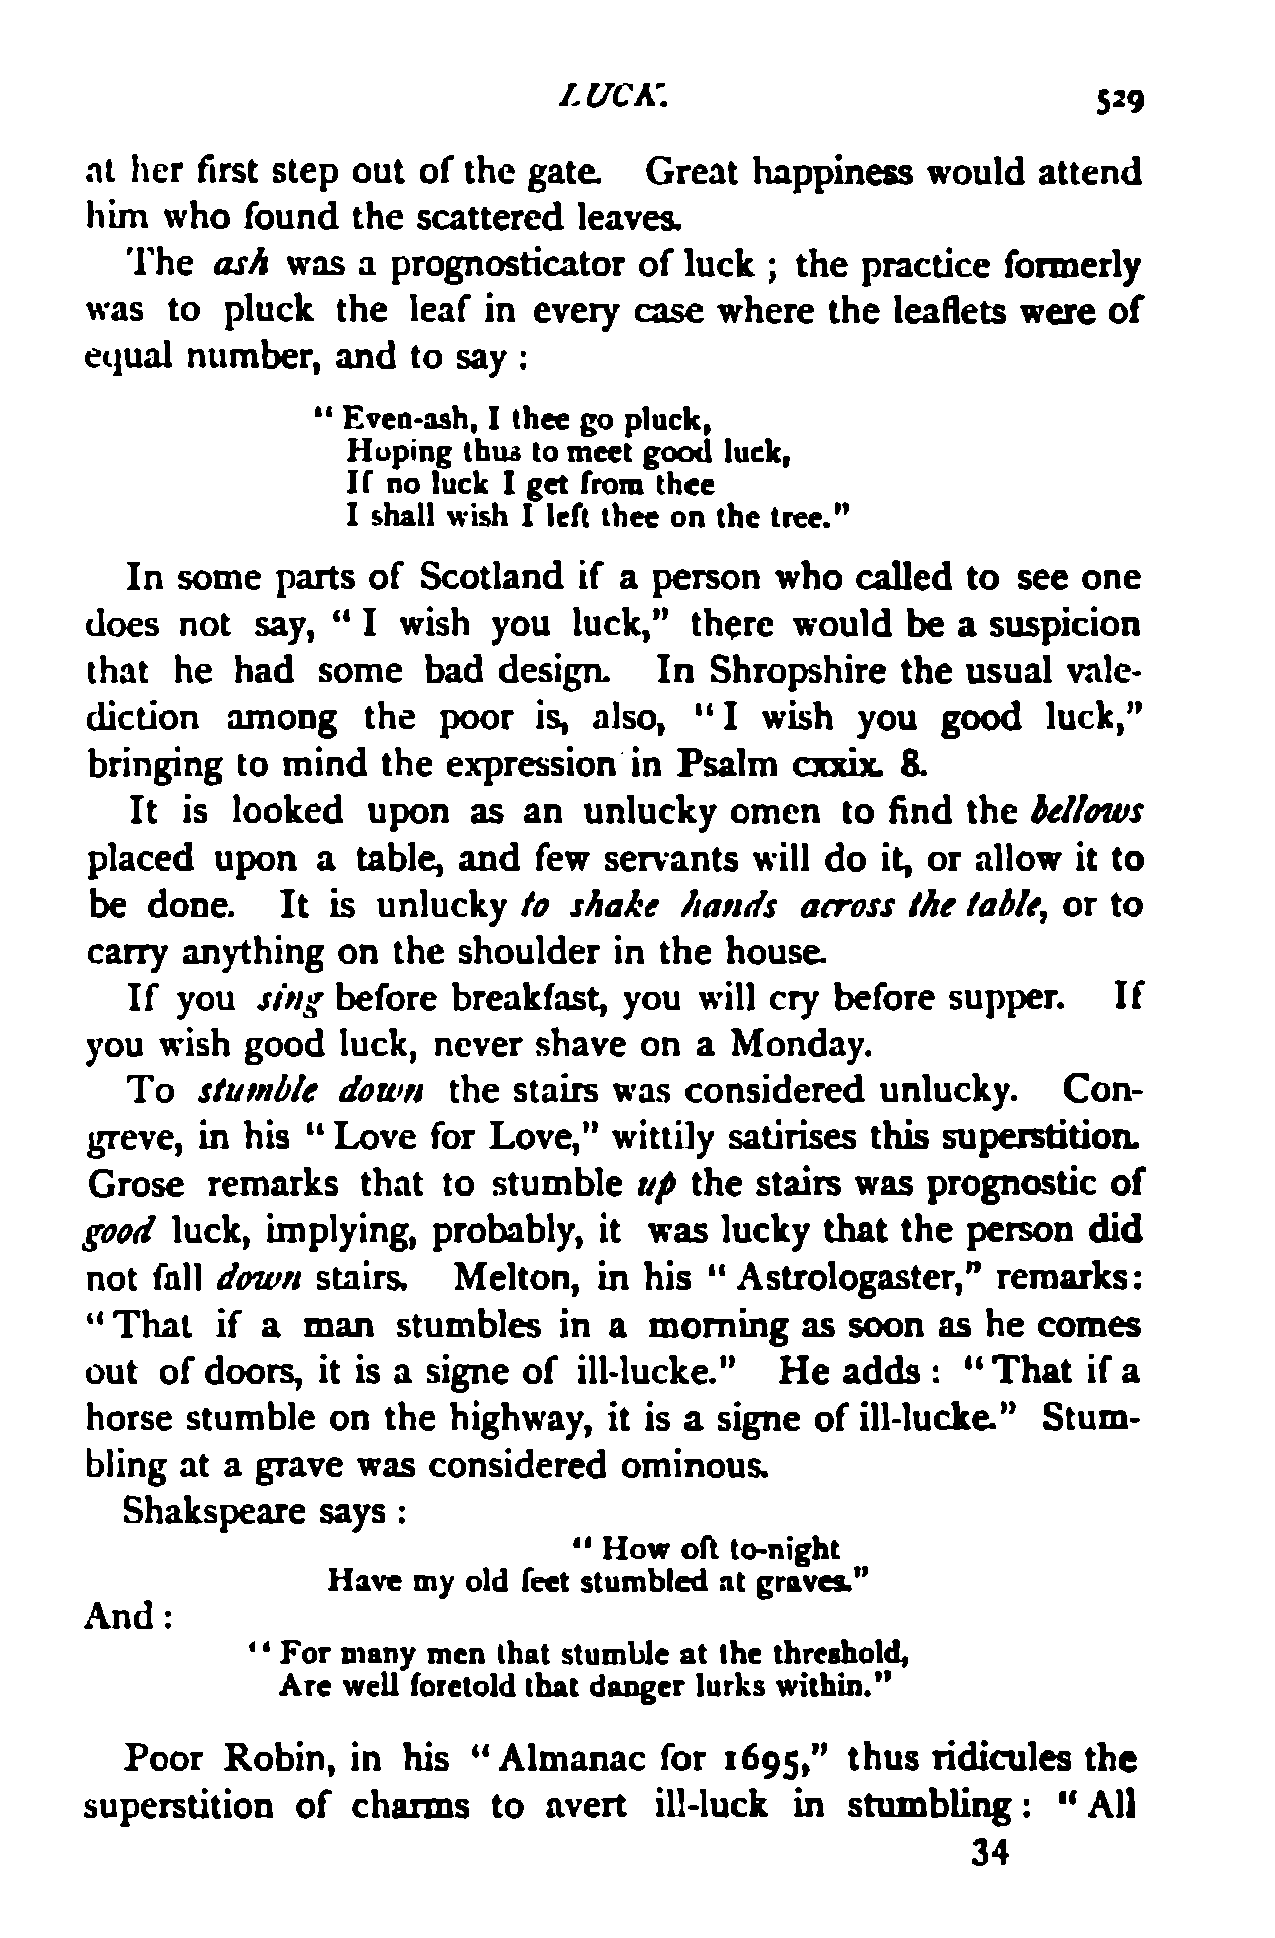 LUCK. 529
at her first step out of the gate. Great happiness would attend
him who found the scattered leaves.
The ash was a prognosticator of luck ; the practice formerly
was to pluck the leaf in every case where the leaflets were of
equal number, and to say :
“ Even-ash, I thee go pluck,
Hoping thus to meet good luck,
If no luck I get from thee
I shall wish I left thee on the tree.”
In some parts of Scotland if a person who called to see one
does not say, “ I wish you luck,” there would be a suspicion
that he had some bad design. In Shropshire the usual vale-
diction among the poor is, also, “ I wish you good luck,”
bringing to mind the expression in Psalm cxxix. 8.
It is looked upon as an unlucky omen to find the bellows
placed upon a table, and few servants will do it, or allow it to
be done. It is unlucky to shake hands across the table, or to
carry anything on the shoulder in the house.
If you sing before breakfast, you will cry before supper. If
you wish good luck, never shave on a Monday.
To stumble down the stairs was considered unlucky. Con-
greve, in his “ Love for Love,” wittily satirises this superstition.
Grose remarks that to stumble up the stairs was prognostic of
good luck, implying, probably, it was lucky that the person did
not fall down stairs. Melton, in his “ Astrologaster,” remarks:
“ That if a man stumbles in a morning as soon as he comes
out of doors, it is a signe of ill-lucke.” He adds : “ That if a
horse stumble on the highway, it is a signe of ill-lucke.” Stum-
bling at a grave was considered ominous.
Shakspeare says :
“ How oft to-night
Have my old feet stumbled at graves.”
And :
“ For many men that stumble at the threshold,
Are well foretold that danger lurks within.”
Poor Robin, in his “ Almanac for 1695,” thus ridicules the
superstition of charms to avert ill-luck in stumbling : “ All
34